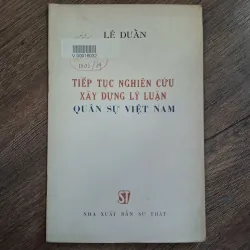 LÊ DUẨN
TIẾP TỤC NGHIÊN CỨU
XÂY DỰNG LÝ LUẬN
QUÂN SỰ VIỆT NAM
ST
NHÀ XUẤT BẢN SỰ THẬT